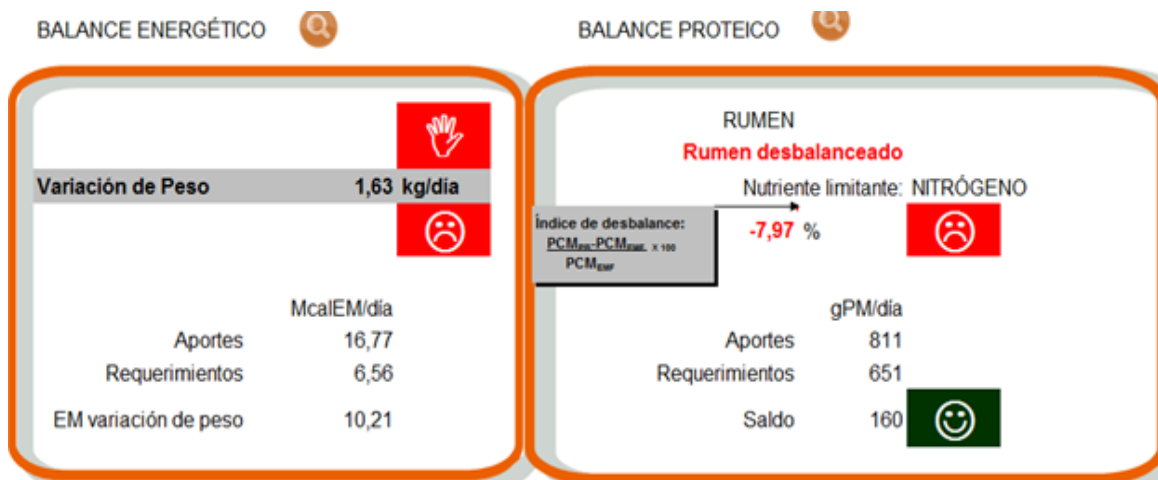 BALANCE ENERGÉTICO
Variación de Peso 1,63 kg/día
McalEM/día
Aportes 16,77
Requerimientos 6,56
EM variación de peso 10,21
BALANCE PROTEICO
RUMEN
Rumen desbalanceado
Nutriente limitante: NITRÓGENO
Índice de desbalance:
PCM -PCM X 100
PCM
-7,97 %
gPM/día
Aportes 811
Requerimientos 651
Saldo 160